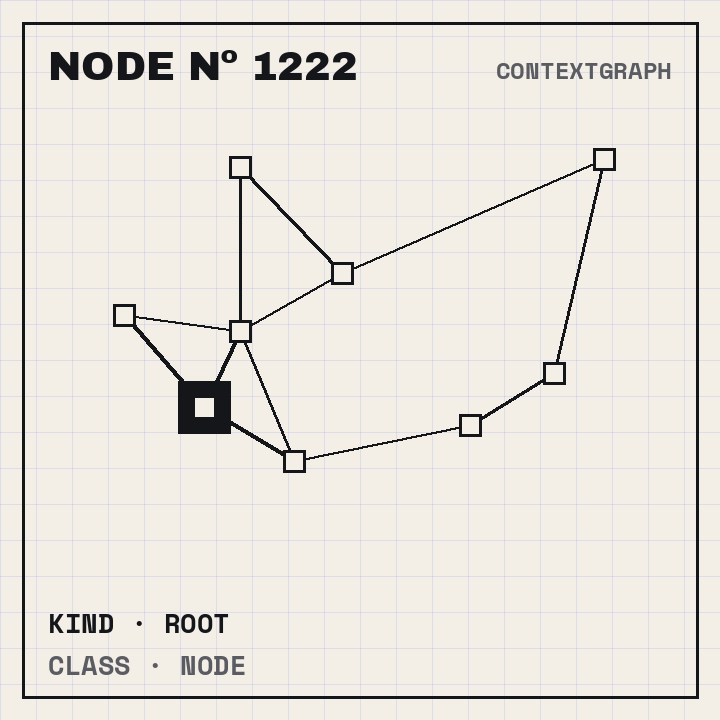 NODE Nº 1222
CONTEXTGRAPH
KIND · ROOT
CLASS · NODE